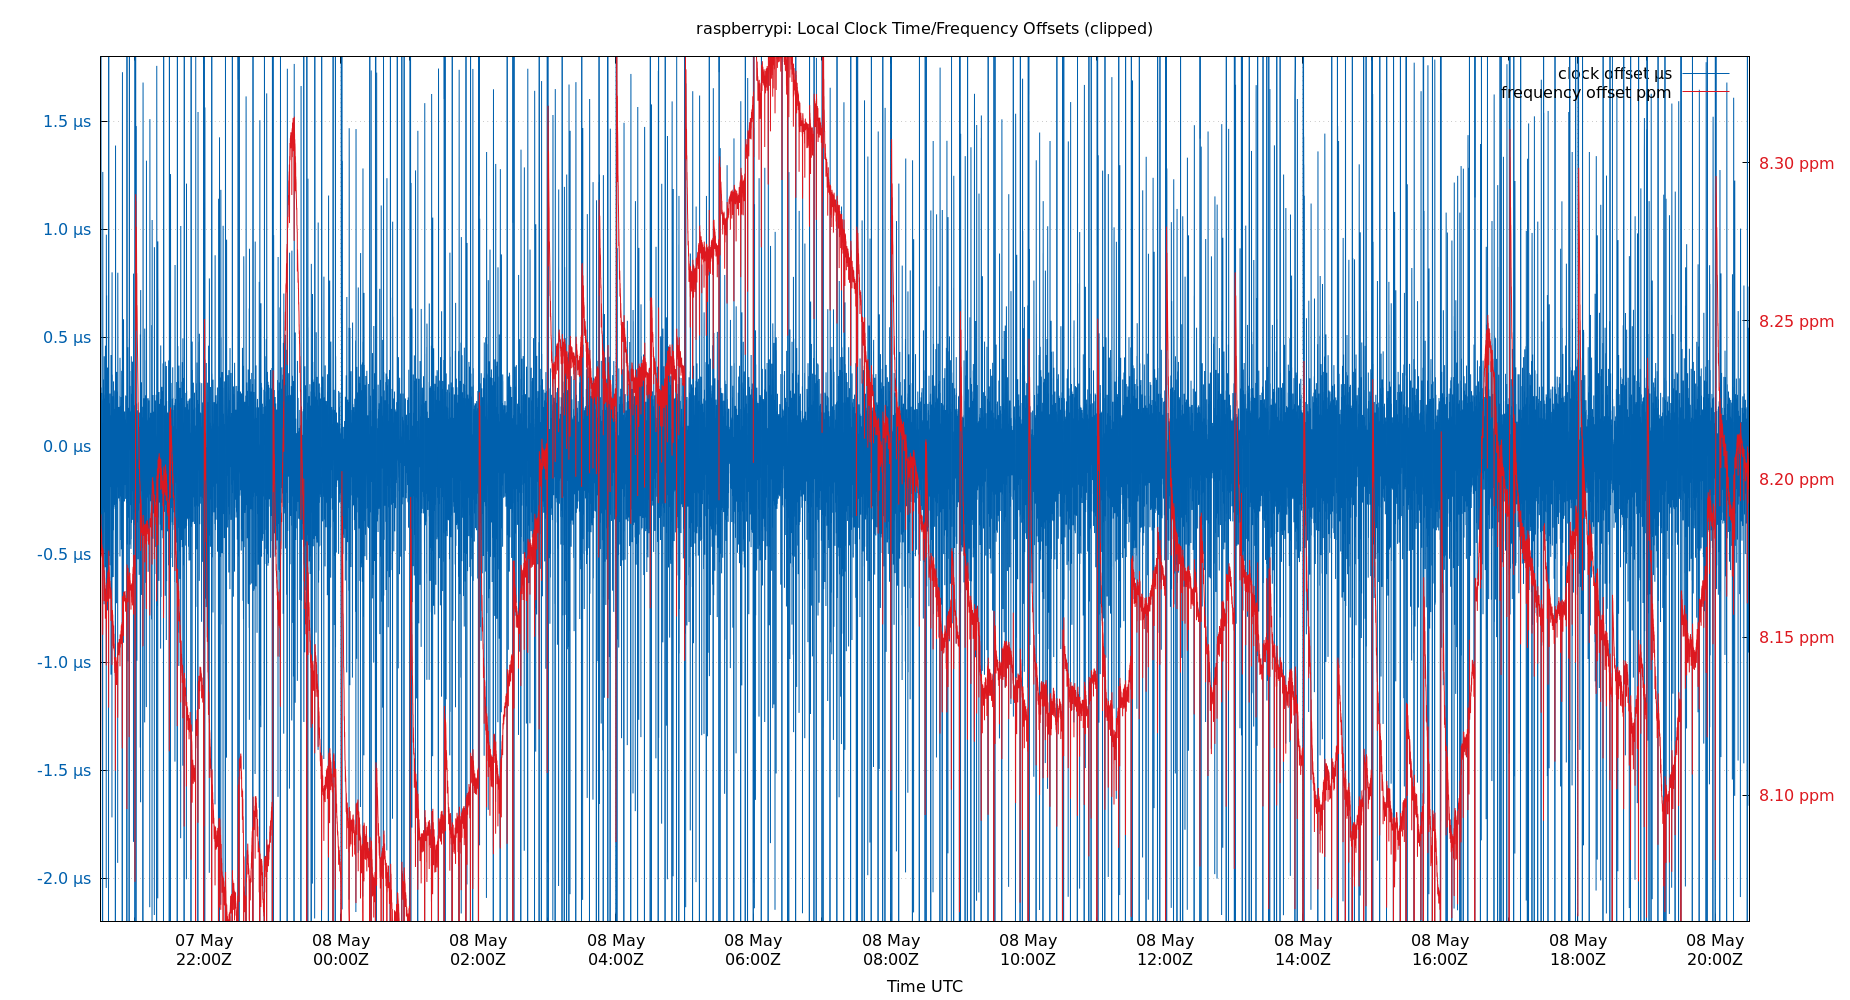 raspberrypi: Local Clock Time/Frequency Offsets (clipped)
clock offset µs
frequency offset ppm
1.5 µs
1.0 µs
0.5 µs
0.0 µs
-0.5 µs
-1.0 µs
-1.5 µs
-2.0 µs
8.30 ppm
8.25 ppm
8.20 ppm
8.15 ppm
8.10 ppm
07 May 08 May 08 May 08 May 08 May 08 May 08 May 08 May 08 May 08 May 08 May 08 May
22:00Z 00:00Z 02:00Z 04:00Z 06:00Z 08:00Z 10:00Z 12:00Z 14:00Z 16:00Z 18:00Z 20:00Z
Time UTC